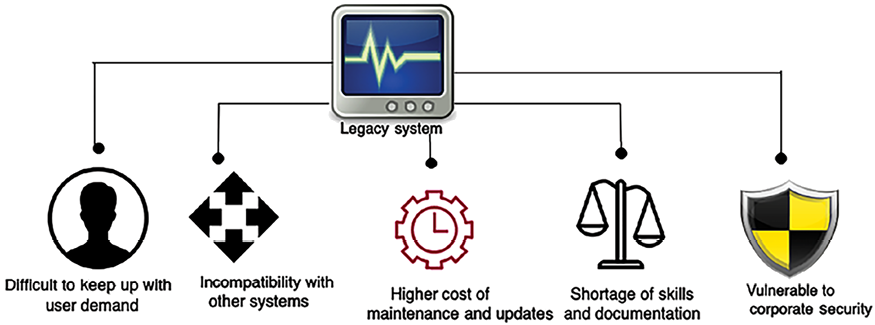 Legacy system
Difficult to keep up with
user demand
Incompatibility with
other systems
Higher cost of
maintenance and updates
Shortage of skills
and documentation
Vulnerable to
corporate security